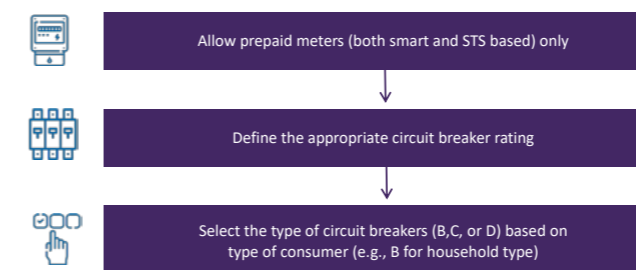 Allow prepaid meters (both smart and STS based) only
Define the appropriate circuit breaker rating
Select the type of circuit breakers (B,C, or D) based on
type of consumer (e.g., B for household type)